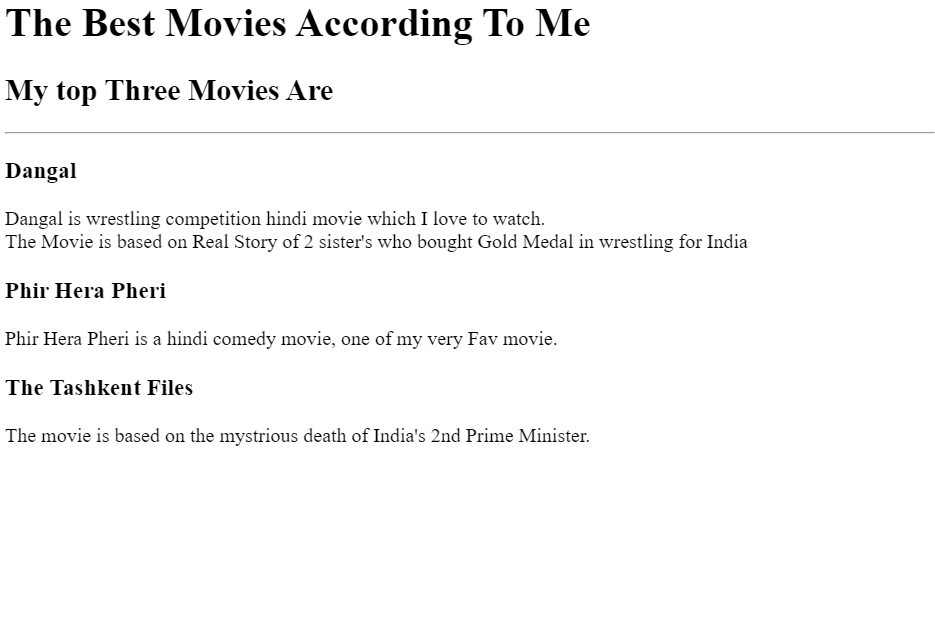 The Best Movies According To Me
My top Three Movies Are
Dangal
Dangal is wrestling competition hindi movie which I love to watch.
The Movie is based on Real Story of 2 sister's who bought Gold Medal in wrestling for India
Phir Hera Pheri
Phir Hera Pheri is a hindi comedy movie, one of my very Fav movie.
The Tashkent Files
The movie is based on the mystrious death of India's 2nd Prime Minister.